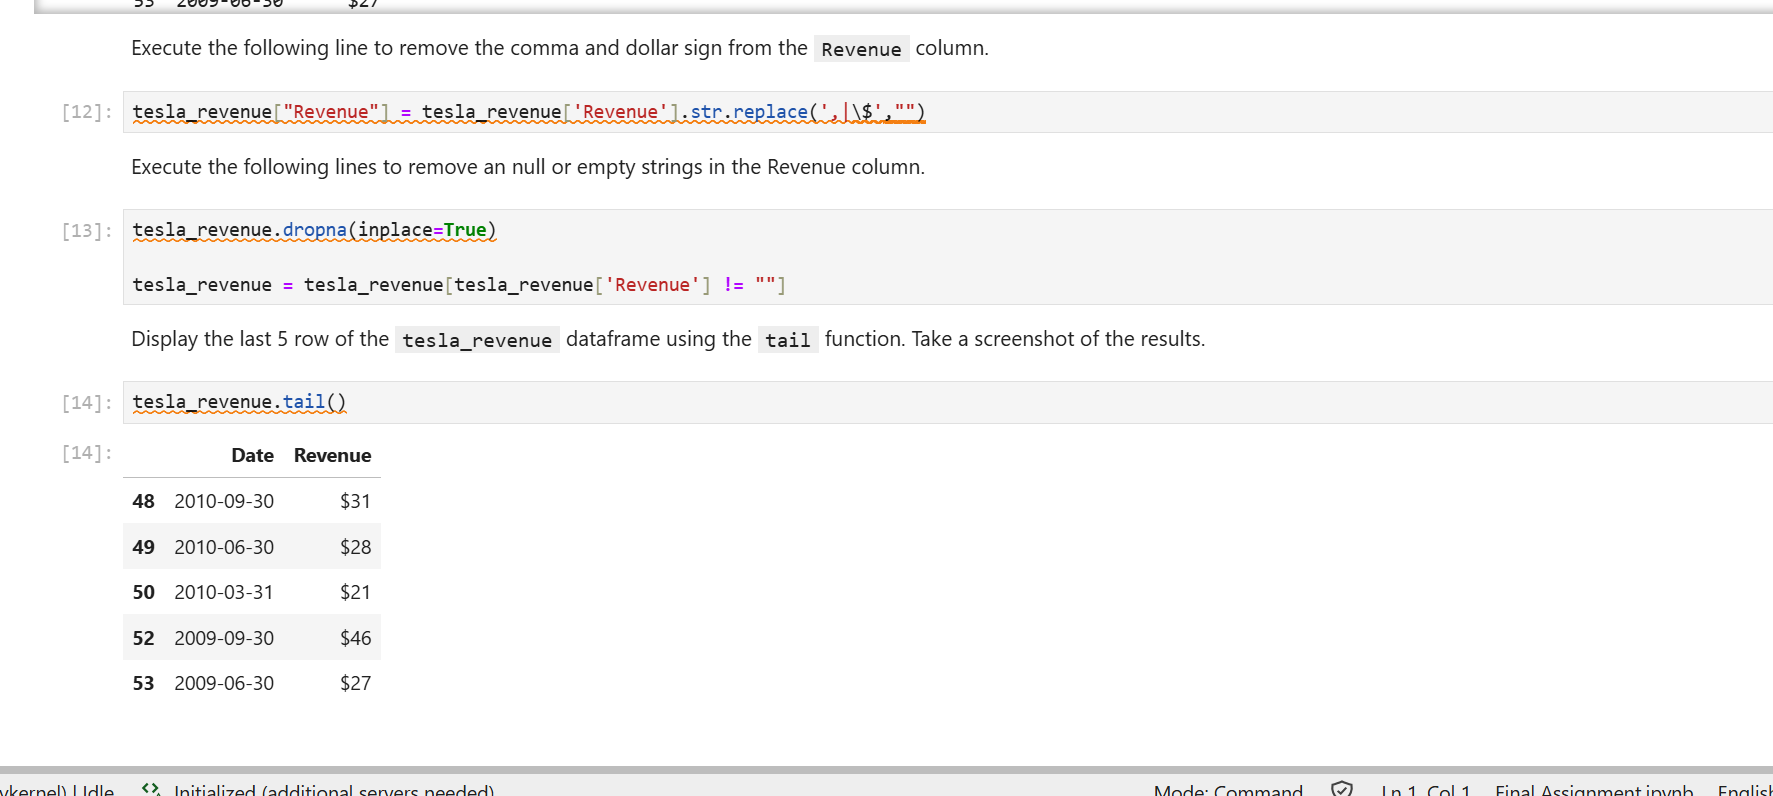 53 2009-06-30 $27
Execute the following line to remove the comma and dollar sign from the Revenue column.
[12]: tesla_revenue["Revenue"] = tesla_revenue['Revenue'].str.replace(',|\$',"")
Execute the following lines to remove an null or empty strings in the Revenue column.
[13]: tesla_revenue.dropna(inplace=True)
tesla_revenue = tesla_revenue[tesla_revenue['Revenue'] != ""]
Display the last 5 row of the tesla_revenue dataframe using the tail function. Take a screenshot of the results.
[14]: tesla_revenue.tail()
[14]: Date Revenue
48 2010-09-30 $31
49 2010-06-30 $28
50 2010-03-31 $21
52 2009-09-30 $46
53 2009-06-30 $27
ykernel) | Idle Initialized (additional servers needed) Mode: Command Ln 1, Col 1 Final Assignment.ipynb English